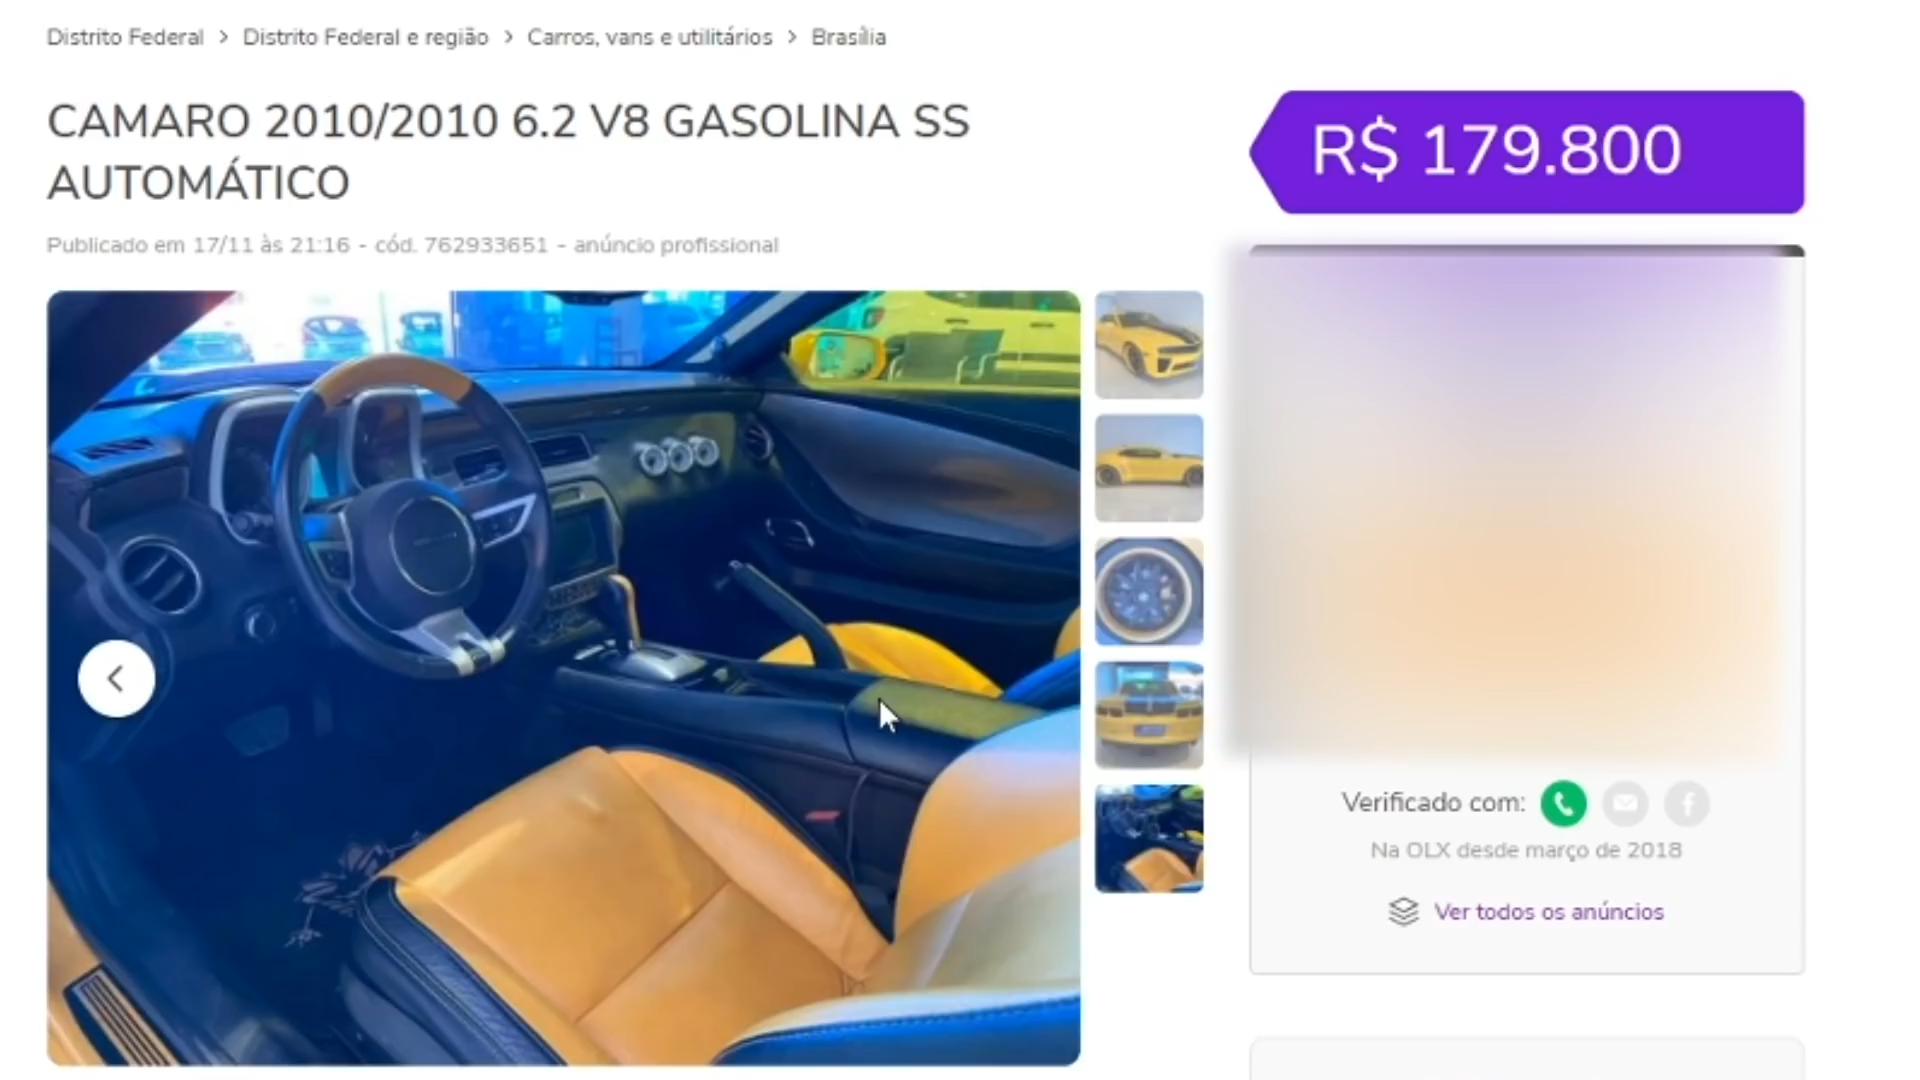 Distrito Federal > Distrito Federal e região > Carros, vans e utilitários > Brasília
CAMARO 2010/2010 6.2 V8 GASOLINA SS
AUTOMÁTICO
Publicado em 17/11 às 21:16 - cód. 762933651 - anúncio profissional
R$ 179.800
Verificado com:
Na OLX desde março de 2018
Ver todos os anúncios